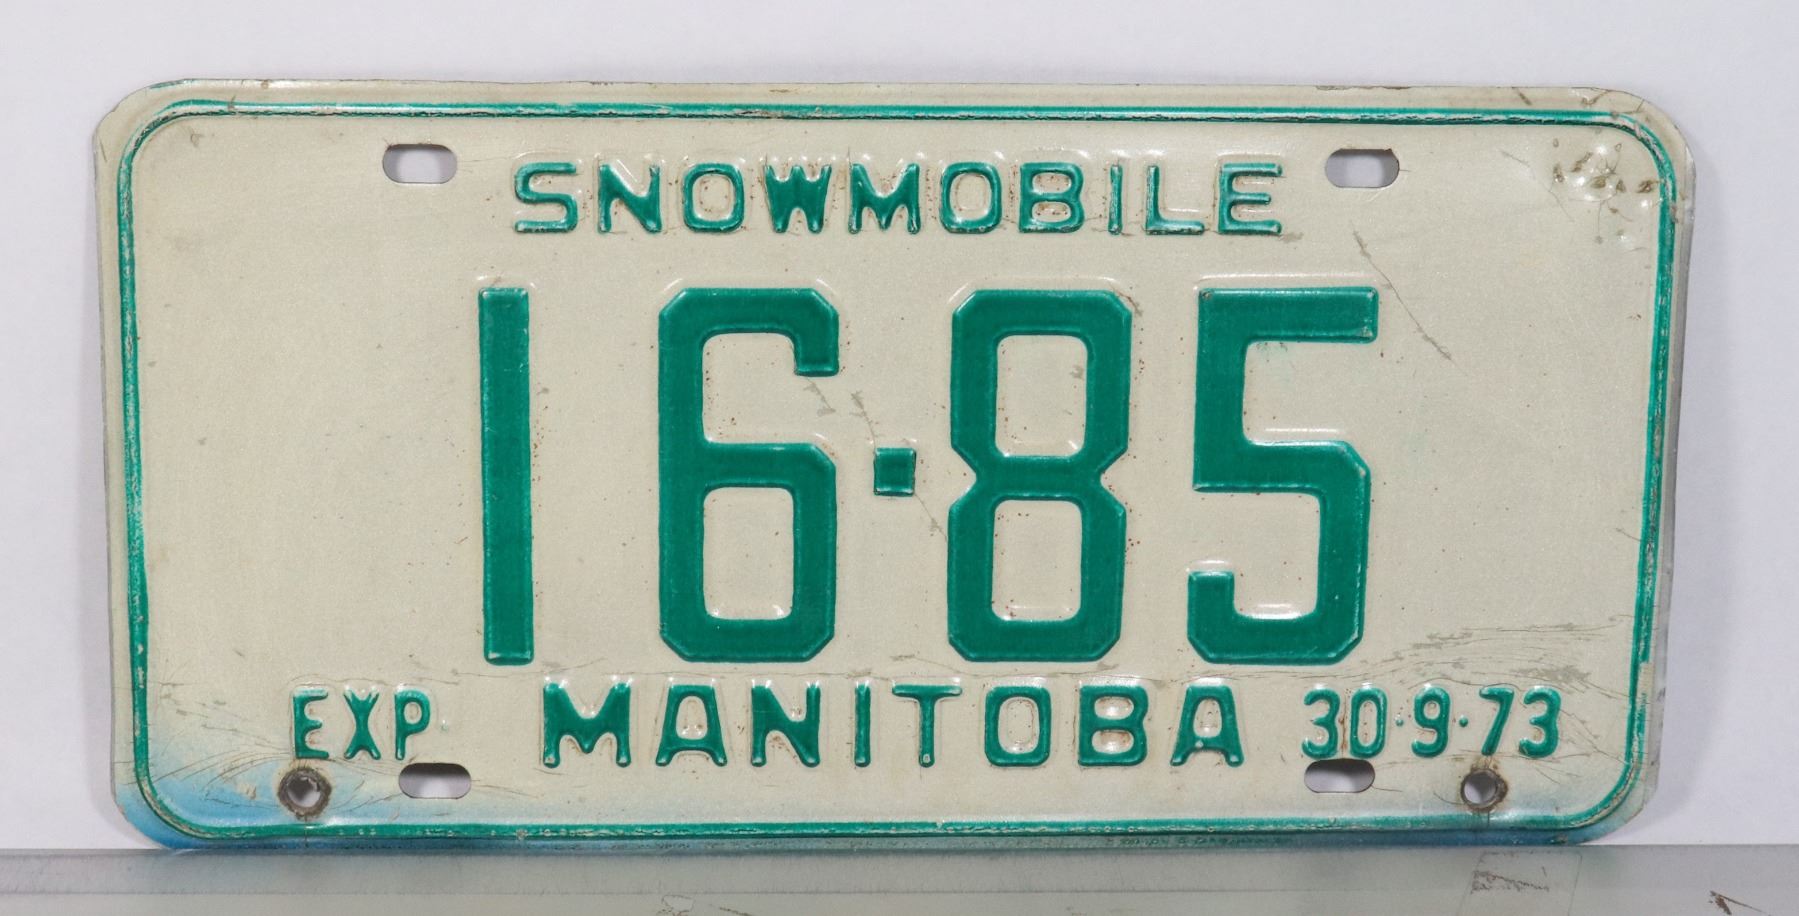 SNOWMOBILE
16·85
EXP MANITOBA 30·9·73